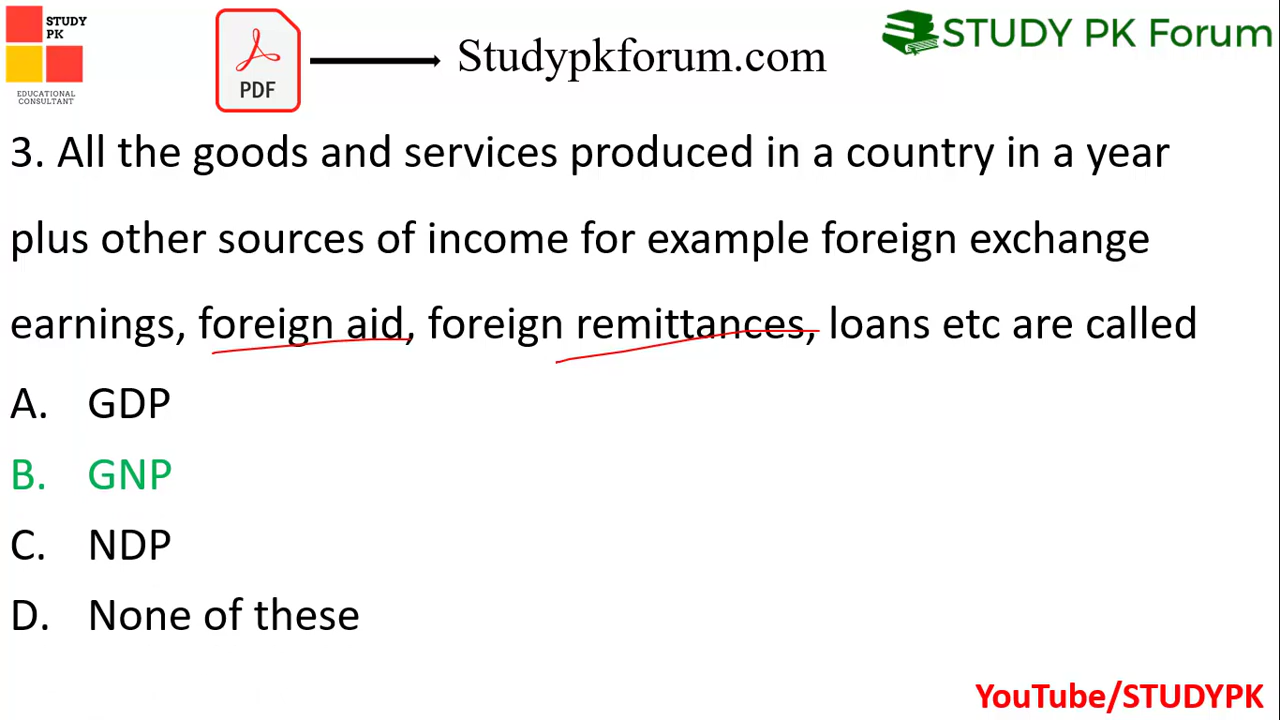 STUDY
PK
EDUCATIONAL
CONSULTANT
PDF
Studypkforum.com
STUDY PK Forum
3. All the goods and services produced in a country in a year
plus other sources of income for example foreign exchange
earnings, foreign aid, foreign remittances, loans etc are called
A. GDP
B. GNP
C. NDP
D. None of these
YouTube/STUDYPK